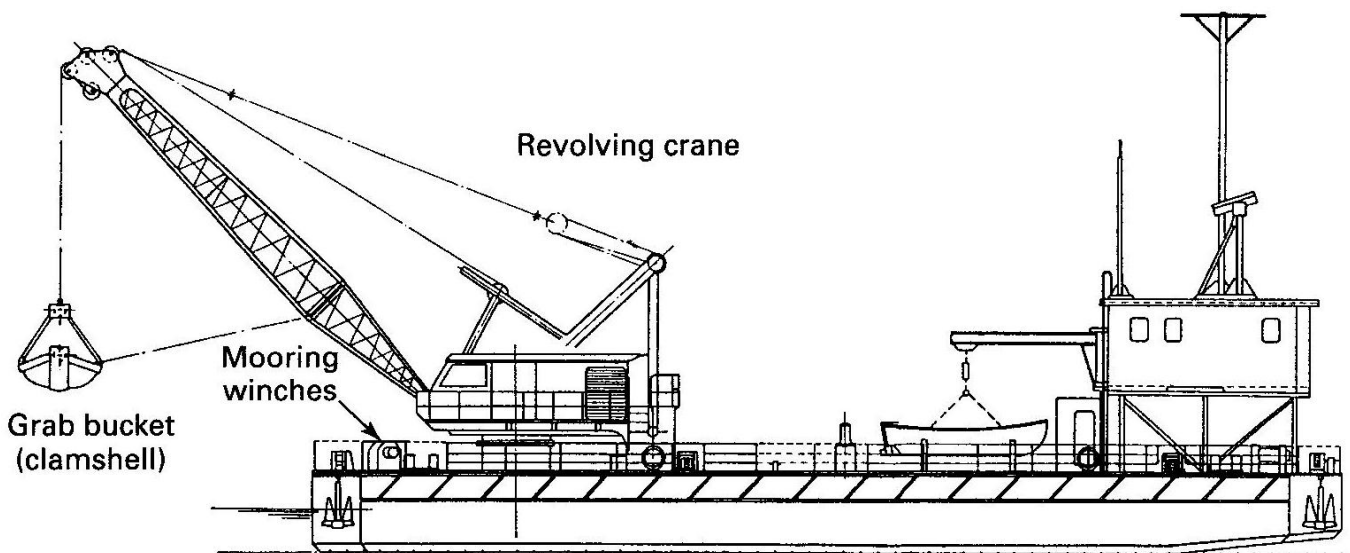 Revolving crane
Mooring
winches
Grab bucket
(clamshell)